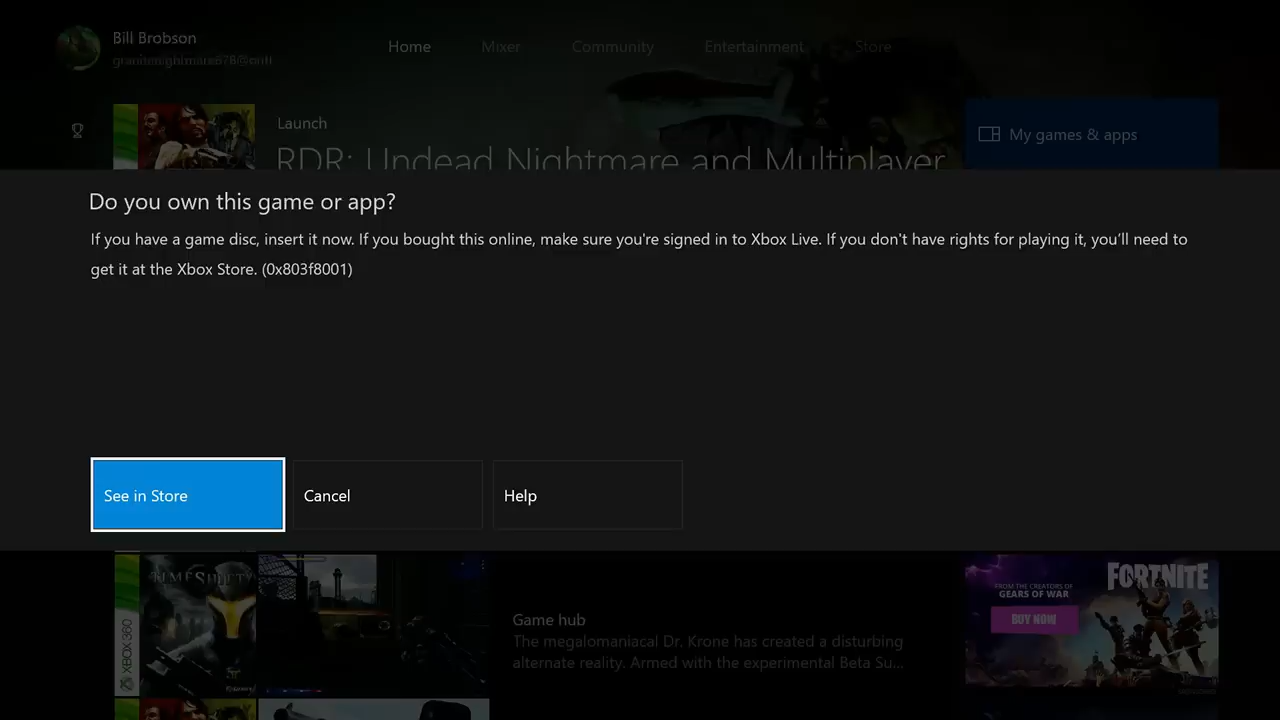 Bill Brobson
Home
Mixer
Community
Entertainment
Store
Launch
RDR: Undead Nightmare and Multiplayer
My games & apps
Do you own this game or app?
If you have a game disc, insert it now. If you bought this online, make sure you're signed in to Xbox Live. If you don't have rights for playing it, you'll need to
get it at the Xbox Store. (0x803f8001)
See in Store
Cancel
Help
TIMESHIFT
XBOX 360
Game hub
The megalomaniacal Dr. Krone has created a disturbing
alternate reality. Armed with the experimental Beta Su...
FROM THE CREATORS OF
GEARS OF WAR
BUY NOW
FORTNITE